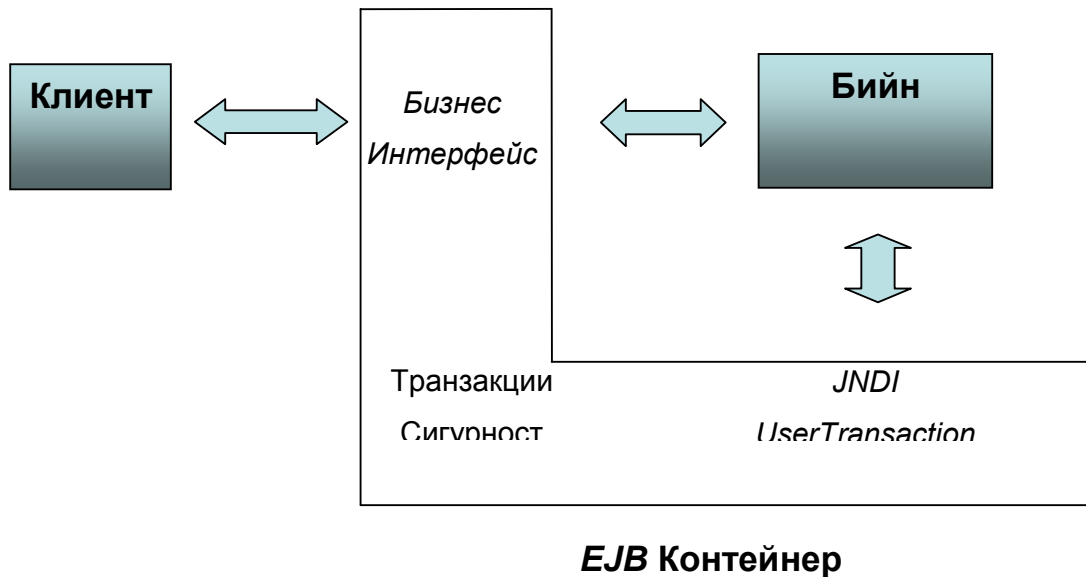 Клиент
Бизнес
Интерфейс
Бийн
Транзакции
Сигурност
JNDI
UserTransaction
EJB Контейнер